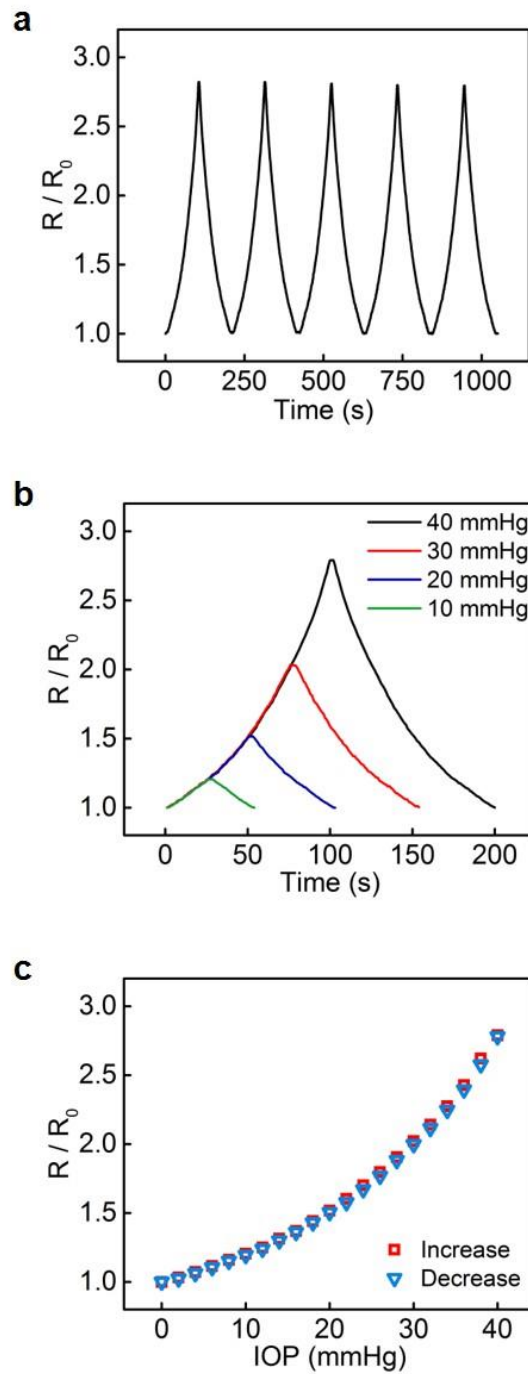 a
3.0
2.5
2.0
1.5
1.0
R / R₀
0 250 500 750 1000
Time (s)
b
3.0
2.5
2.0
1.5
1.0
R / R₀
40 mmHg
30 mmHg
20 mmHg
10 mmHg
0 50 100 150 200
Time (s)
c
3.0
2.5
2.0
1.5
1.0
R / R₀
Increase
Decrease
0 10 20 30 40
IOP (mmHg)